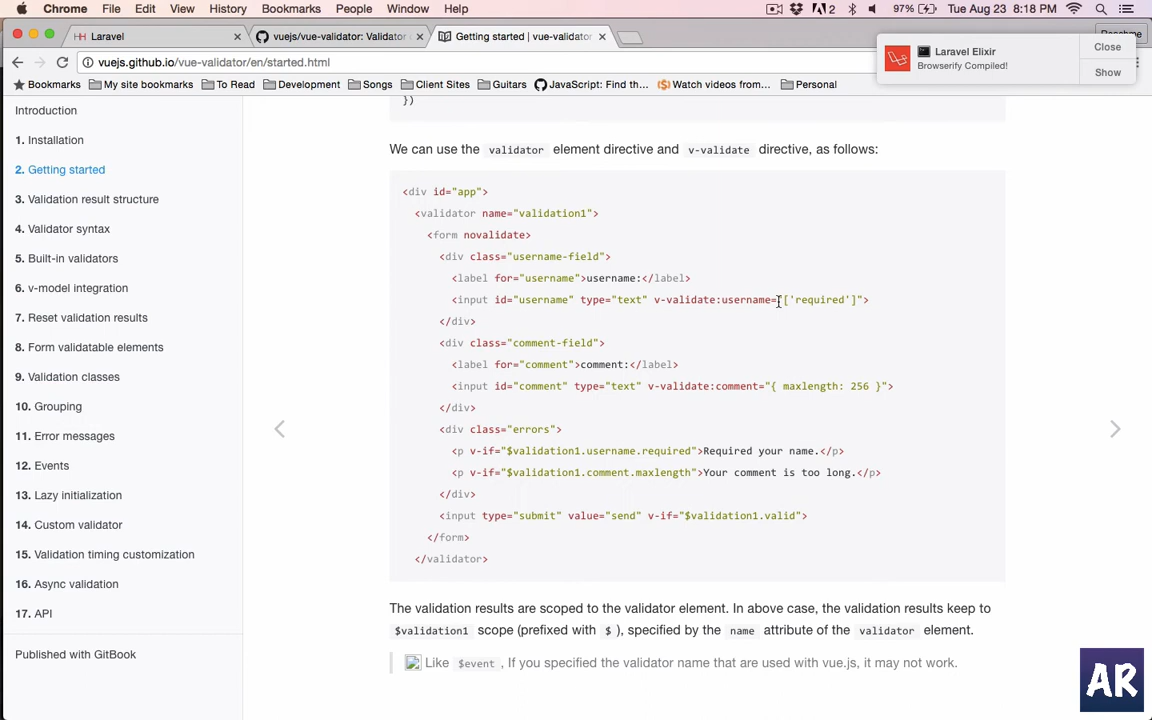 Chrome File Edit View History Bookmarks People Window Help 2 97% Tue Aug 23 8:18 PM
Laravel vuejs/vue-validator: Validator Getting started | vue-validator
vuejs.github.io/vue-validator/en/started.html
Laravel Elixir
Browserify Compiled!
Close
Show
Bookmarks My site bookmarks To Read Development Songs Client Sites Guitars JavaScript: Find th... Watch videos from... Personal
Introduction
1. Installation
2. Getting started
3. Validation result structure
4. Validator syntax
5. Built-in validators
6. v-model integration
7. Reset validation results
8. Form validatable elements
9. Validation classes
10. Grouping
11. Error messages
12. Events
13. Lazy initialization
14. Custom validator
15. Validation timing customization
16. Async validation
17. API
Published with GitBook
})
We can use the validator element directive and v-validate directive, as follows:
<div id="app">
<validator name="validation1">
<form novalidate>
<div class="username-field">
<label for="username">username:</label>
<input id="username" type="text" v-validate:username="['required']">
</div>
<div class="comment-field">
<label for="comment">comment:</label>
<input id="comment" type="text" v-validate:comment="{ maxlength: 256 }">
</div>
<div class="errors">
<p v-if="$validation1.username.required">Required your name.</p>
<p v-if="$validation1.comment.maxlength">Your comment is too long.</p>
</div>
<input type="submit" value="send" v-if="$validation1.valid">
</form>
</validator>
The validation results are scoped to the validator element. In above case, the validation results keep to
$validation1 scope (prefixed with $ ), specified by the name attribute of the validator element.
Like $event , If you specified the validator name that are used with vue.js, it may not work.
AR